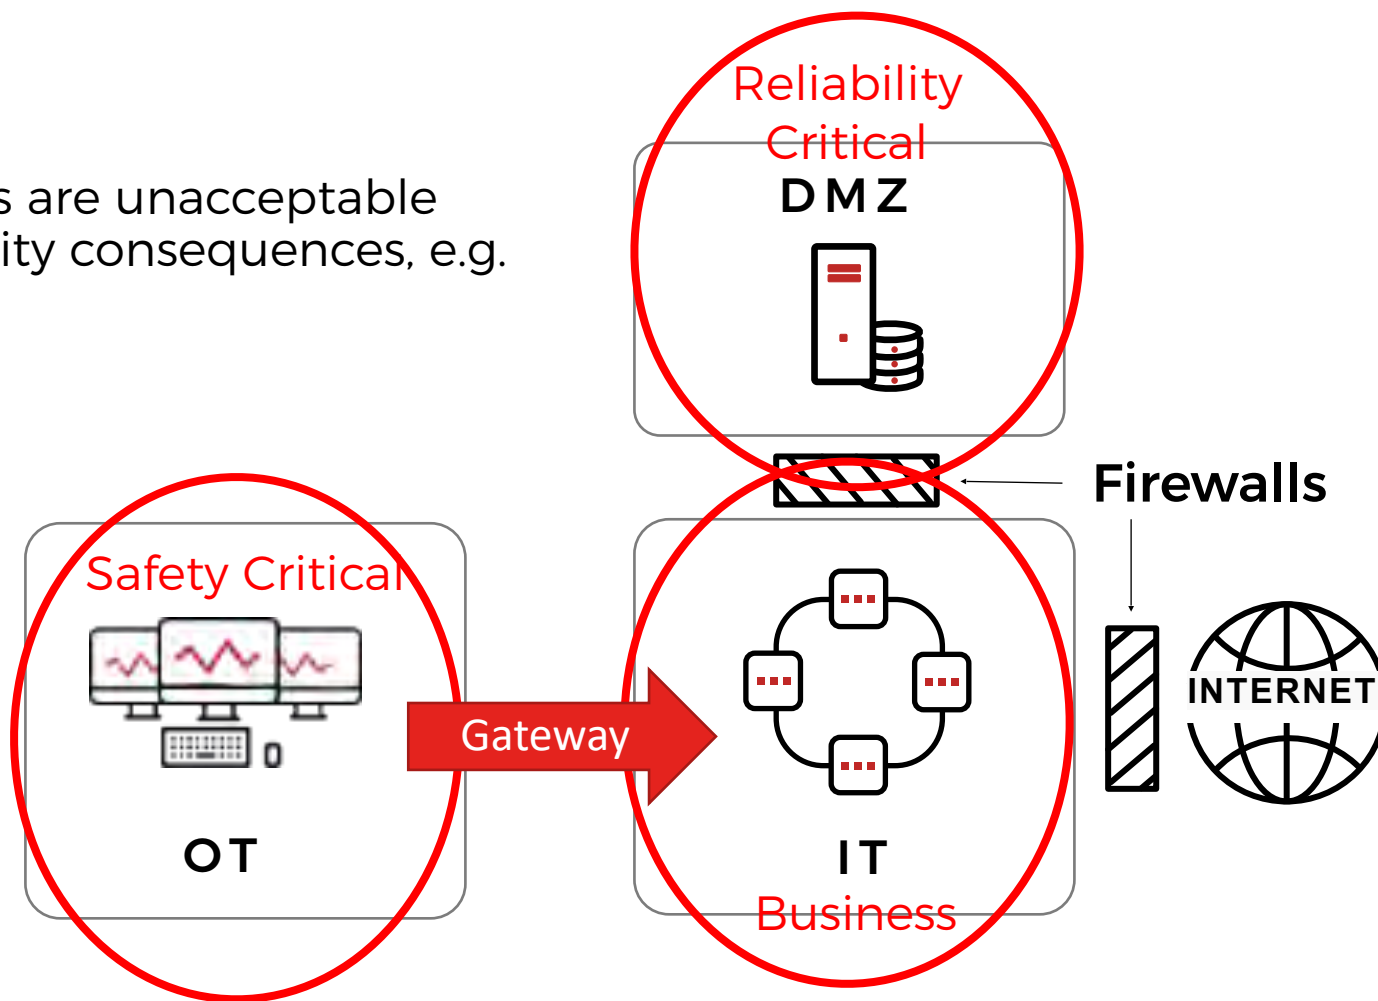 Reliability
Critical
DMZ
s are unacceptable
ity consequences, e.g.
Firewalls
Safety Critical
INTERNET
Gateway
OT
IT
Business